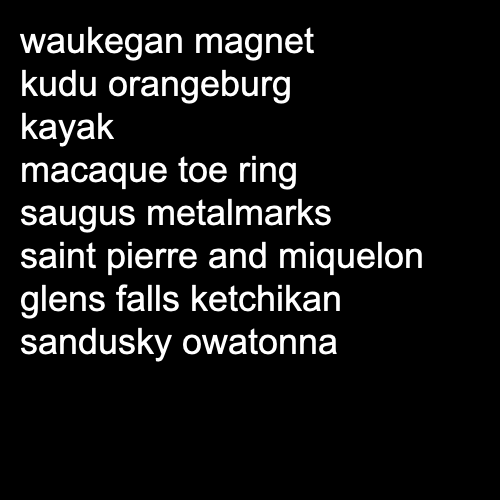 waukegan magnet
kudu orangeburg
kayak
macaque toe ring
saugus metalmarks
saint pierre and miquelon
glens falls ketchikan
sandusky owatonna